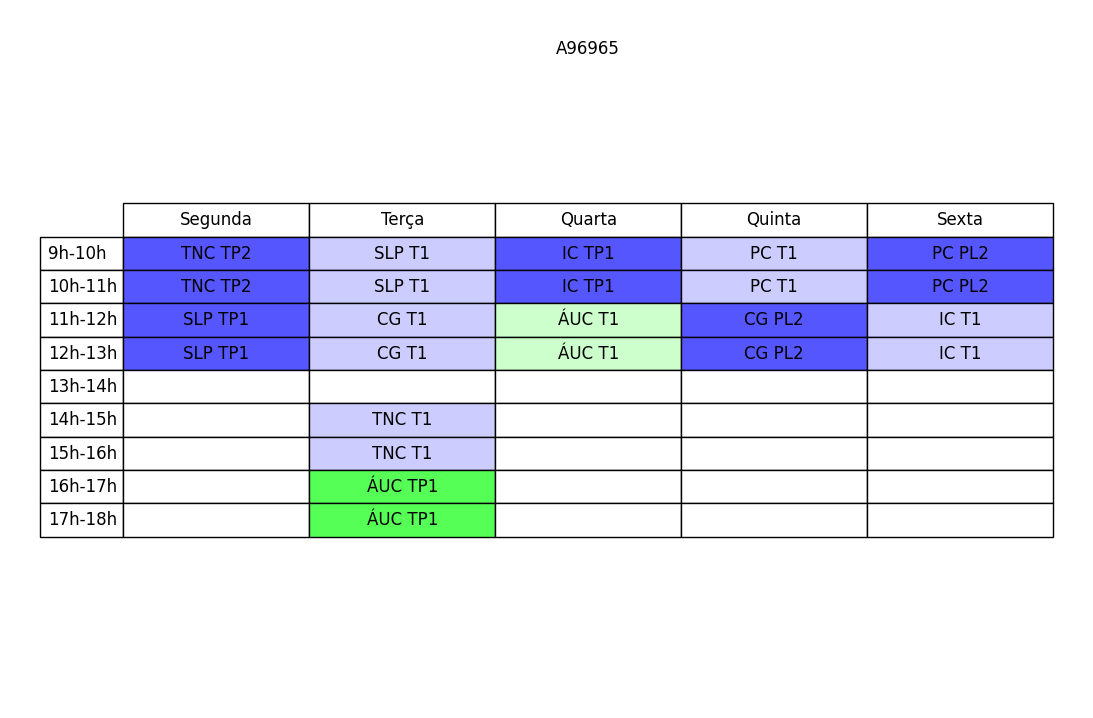 A96965
Segunda Terça Quarta Quinta Sexta
9h-10h TNC TP2 SLP T1 IC TP1 PC T1 PC PL2
10h-11h TNC TP2 SLP T1 IC TP1 PC T1 PC PL2
11h-12h SLP TP1 CG T1 ÁUC T1 CG PL2 IC T1
12h-13h SLP TP1 CG T1 ÁUC T1 CG PL2 IC T1
13h-14h
14h-15h TNC T1
15h-16h TNC T1
16h-17h ÁUC TP1
17h-18h ÁUC TP1